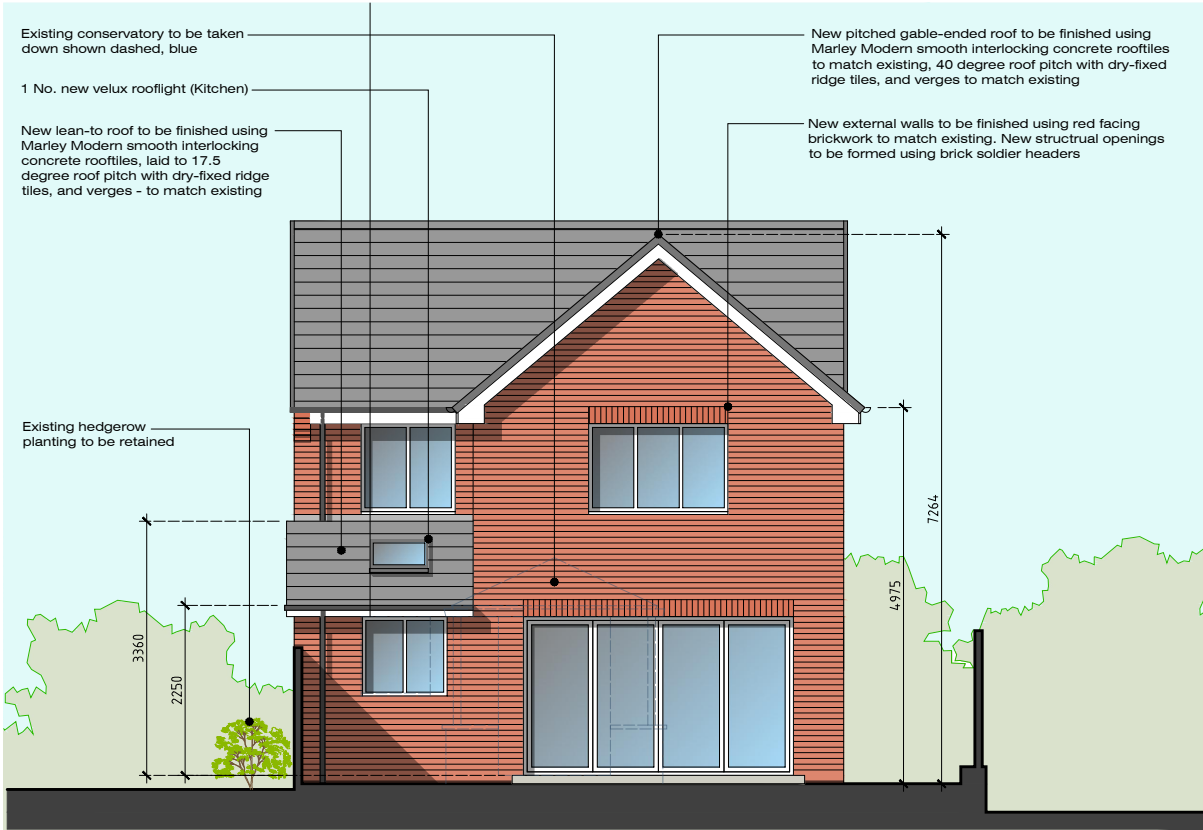 Existing conservatory to be taken
down shown dashed, blue
1 No. new velux rooflight (Kitchen)
New lean-to roof to be finished using
Marley Modern smooth interlocking
concrete rooftiles, laid to 17.5
degree roof pitch with dry-fixed ridge
tiles, and verges - to match existing
New pitched gable-ended roof to be finished using
Marley Modern smooth interlocking concrete rooftiles
to match existing, 40 degree roof pitch with dry-fixed
ridge tiles, and verges to match existing
New external walls to be finished using red facing
brickwork to match existing. New structrual openings
to be formed using brick soldier headers
Existing hedgerow
planting to be retained
3360
2250
4975
7264